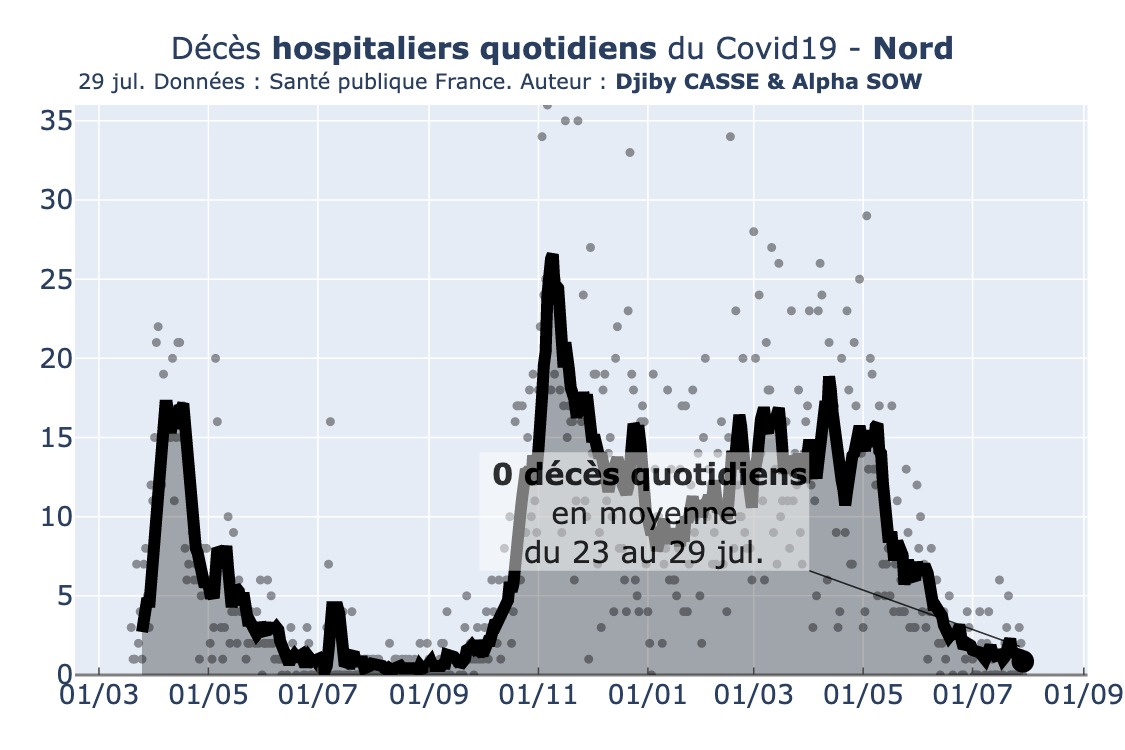 Décès hospitaliers quotidiens du Covid19 - Nord
29 jul. Données : Santé publique France. Auteur : Djiby CASSE & Alpha SOW
35
30
25
20
15
10
5
0
0 décès quotidiens
en moyenne
du 23 au 29 jul.
01/03 01/05 01/07 01/09 01/11 01/01 01/03 01/05 01/07 01/09